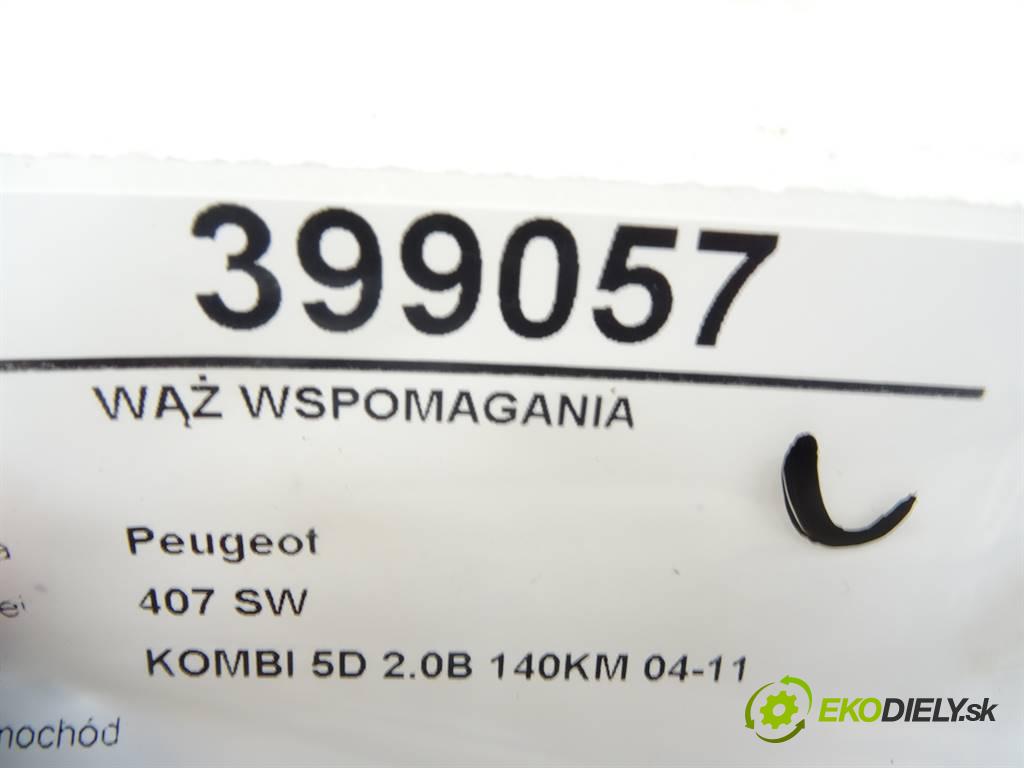 399057
WĄŻ WSPOMAGANIA
Peugeot
407 SW
KOMBI 5D 2.0B 140KM 04-11
EKODIELY.sk